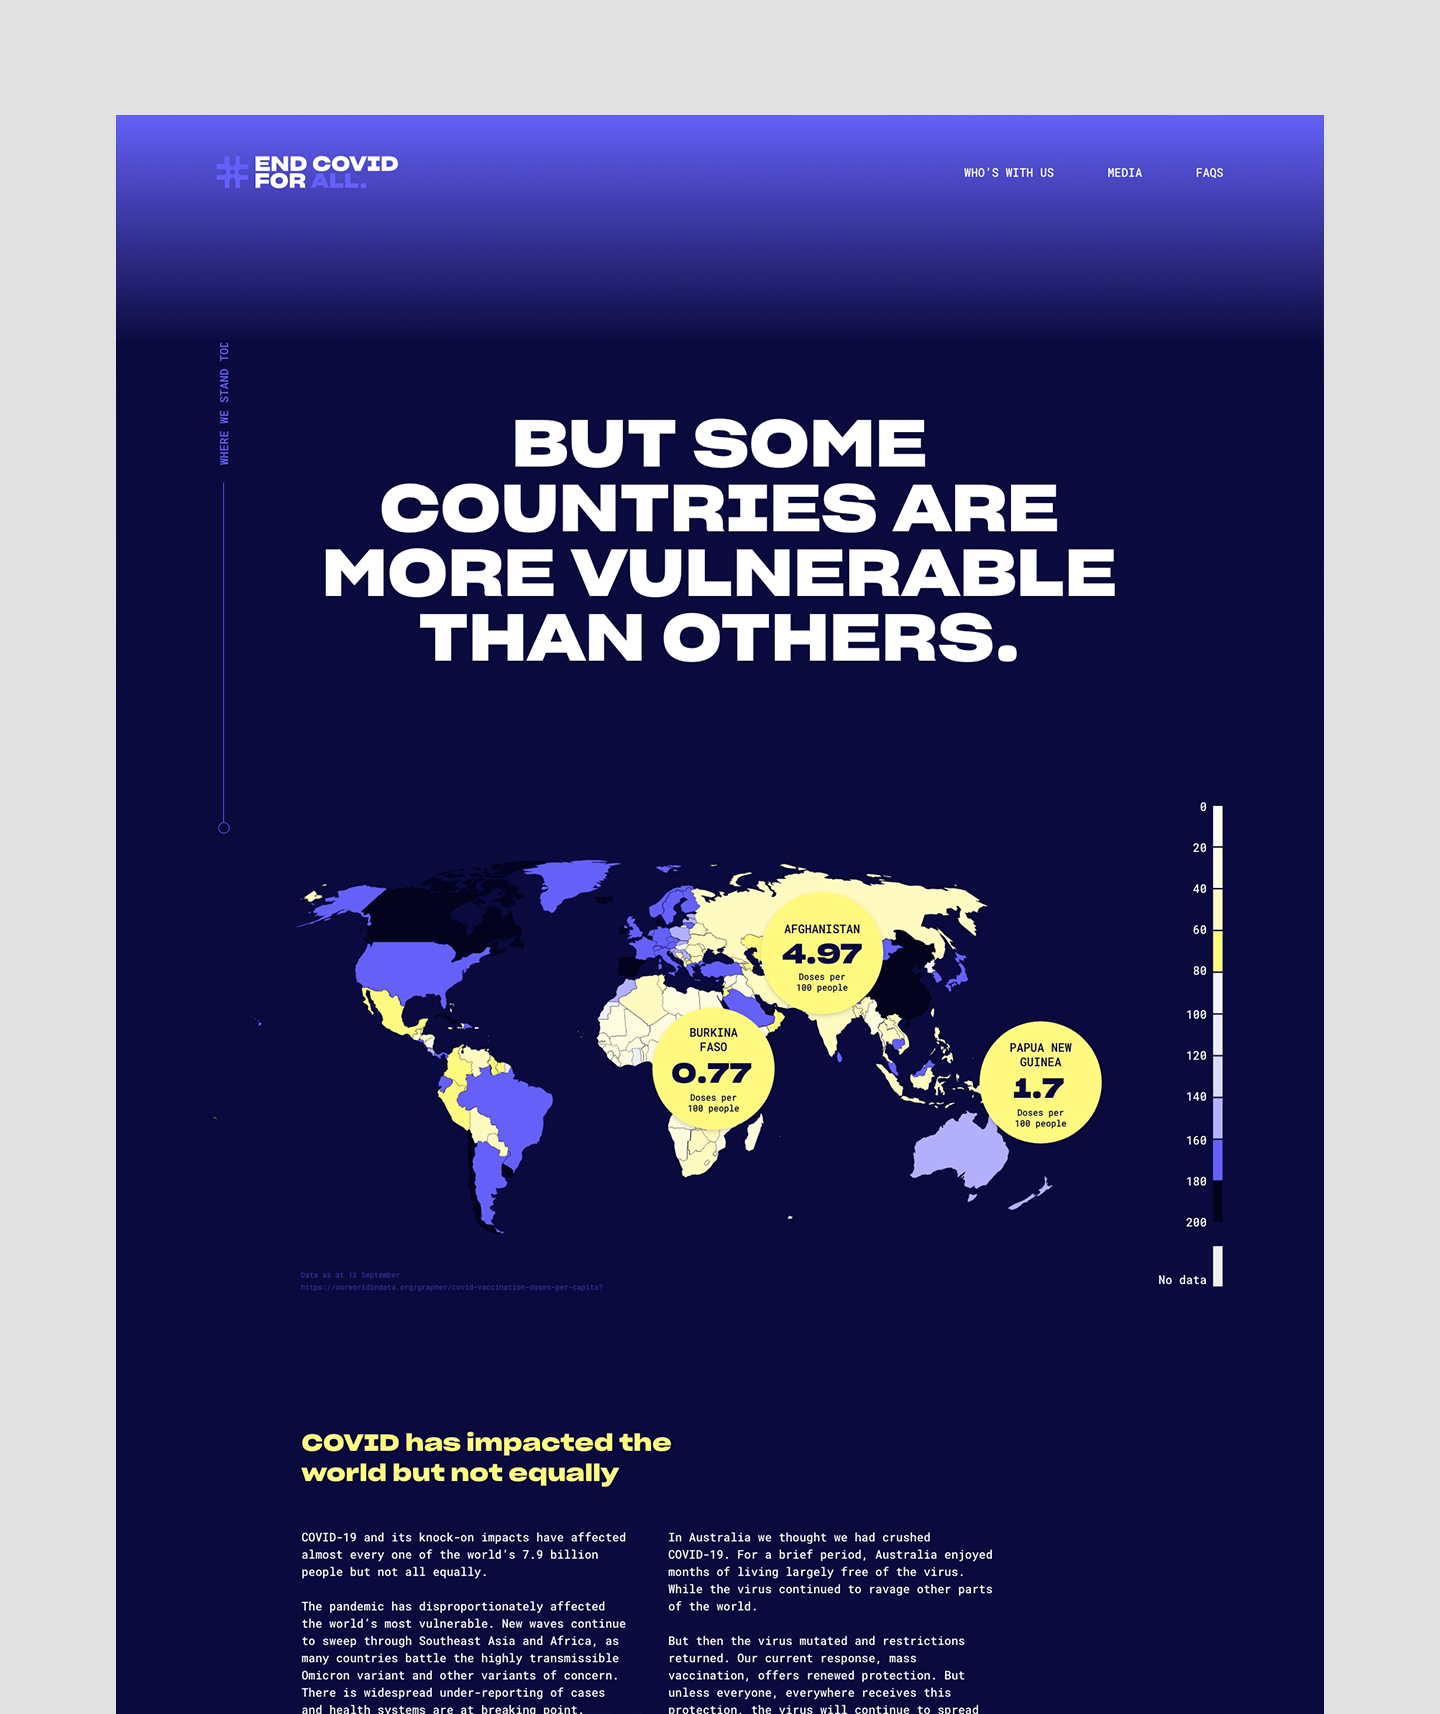 END COVID
FOR ALL.
WHO'S WITH US
MEDIA
FAQS
WHERE WE STAND
BUT SOME
COUNTRIES ARE
MORE VULNERABLE
THAN OTHERS.
0
20
40
60
80
100
120
140
160
180
200
No data
AFGHANISTAN
4.97
Doses per
100 people
BURKINA
FASO
0.77
Doses per
100 people
PAPUA NEW
GUINEA
1.7
Doses per
100 people
Data as at 12 September
https://ourworldindata.org/grapher/covid-vaccination-doses-per-capita?
COVID has impacted the
world but not equally
COVID-19 and its knock-on impacts have affected
almost every one of the world's 7.9 billion
people but not all equally.
The pandemic has disproportionately affected
the world's most vulnerable. New waves continue
to sweep through Southeast Asia and Africa, as
many countries battle the highly transmissible
Omicron variant and other variants of concern.
There is widespread under-reporting of cases
and health systems are at breaking point.
In Australia we thought we had crushed
COVID-19. For a brief period, Australia enjoyed
months of living largely free of the virus.
While the virus continued to ravage other parts
of the world.
But then the virus mutated and restrictions
returned. Our current response, mass
vaccination, offers renewed protection. But
unless everyone, everywhere receives this
protection, the virus will continue to spread